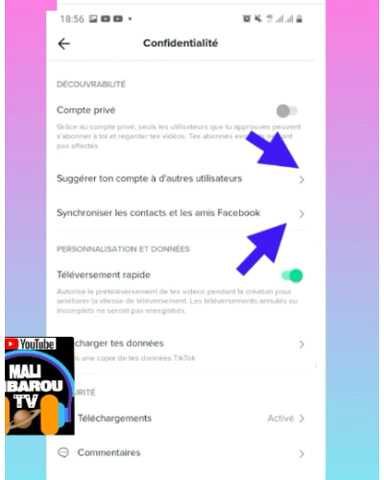 18:56
Confidentialité
DÉCOUVRABILITÉ
Compte privé
Grâce au compte privé, seuls les utilisateurs que tu approuves peuvent
s'abonner à toi et regarder tes vidéos. Tes abonnés ne sont
pas affectés
Suggérer ton compte à d'autres utilisateurs
Synchroniser les contacts et les amis Facebook
PERSONNALISATION ET DONNÉES
Téléversement rapide
Autorise le prétéléversement de tes vidéos pendant la création pour
améliorer la vitesse de téléversement. Les téléversements annulés ou
incomplets ne seront pas enregistrés.
charger tes données
une copie de tes données TikTok
YouTube
MALI
BAROU
TV
URITÉ
Téléchargements Activé
Commentaires